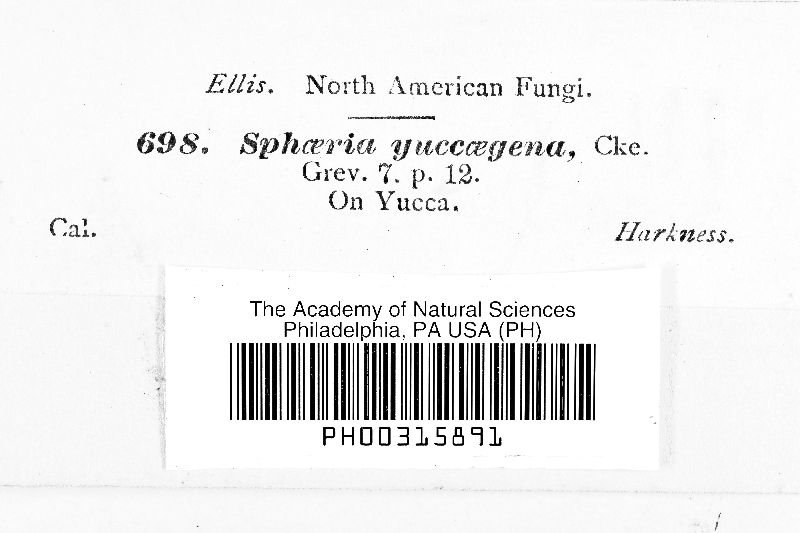 Ellis. North American Fungi.
698. Sphæria yuccægena, Cke.
Grev. 7. p. 12.
On Yucca.
Cal. Harkness.
The Academy of Natural Sciences
Philadelphia, PA USA (PH)
PH00315891